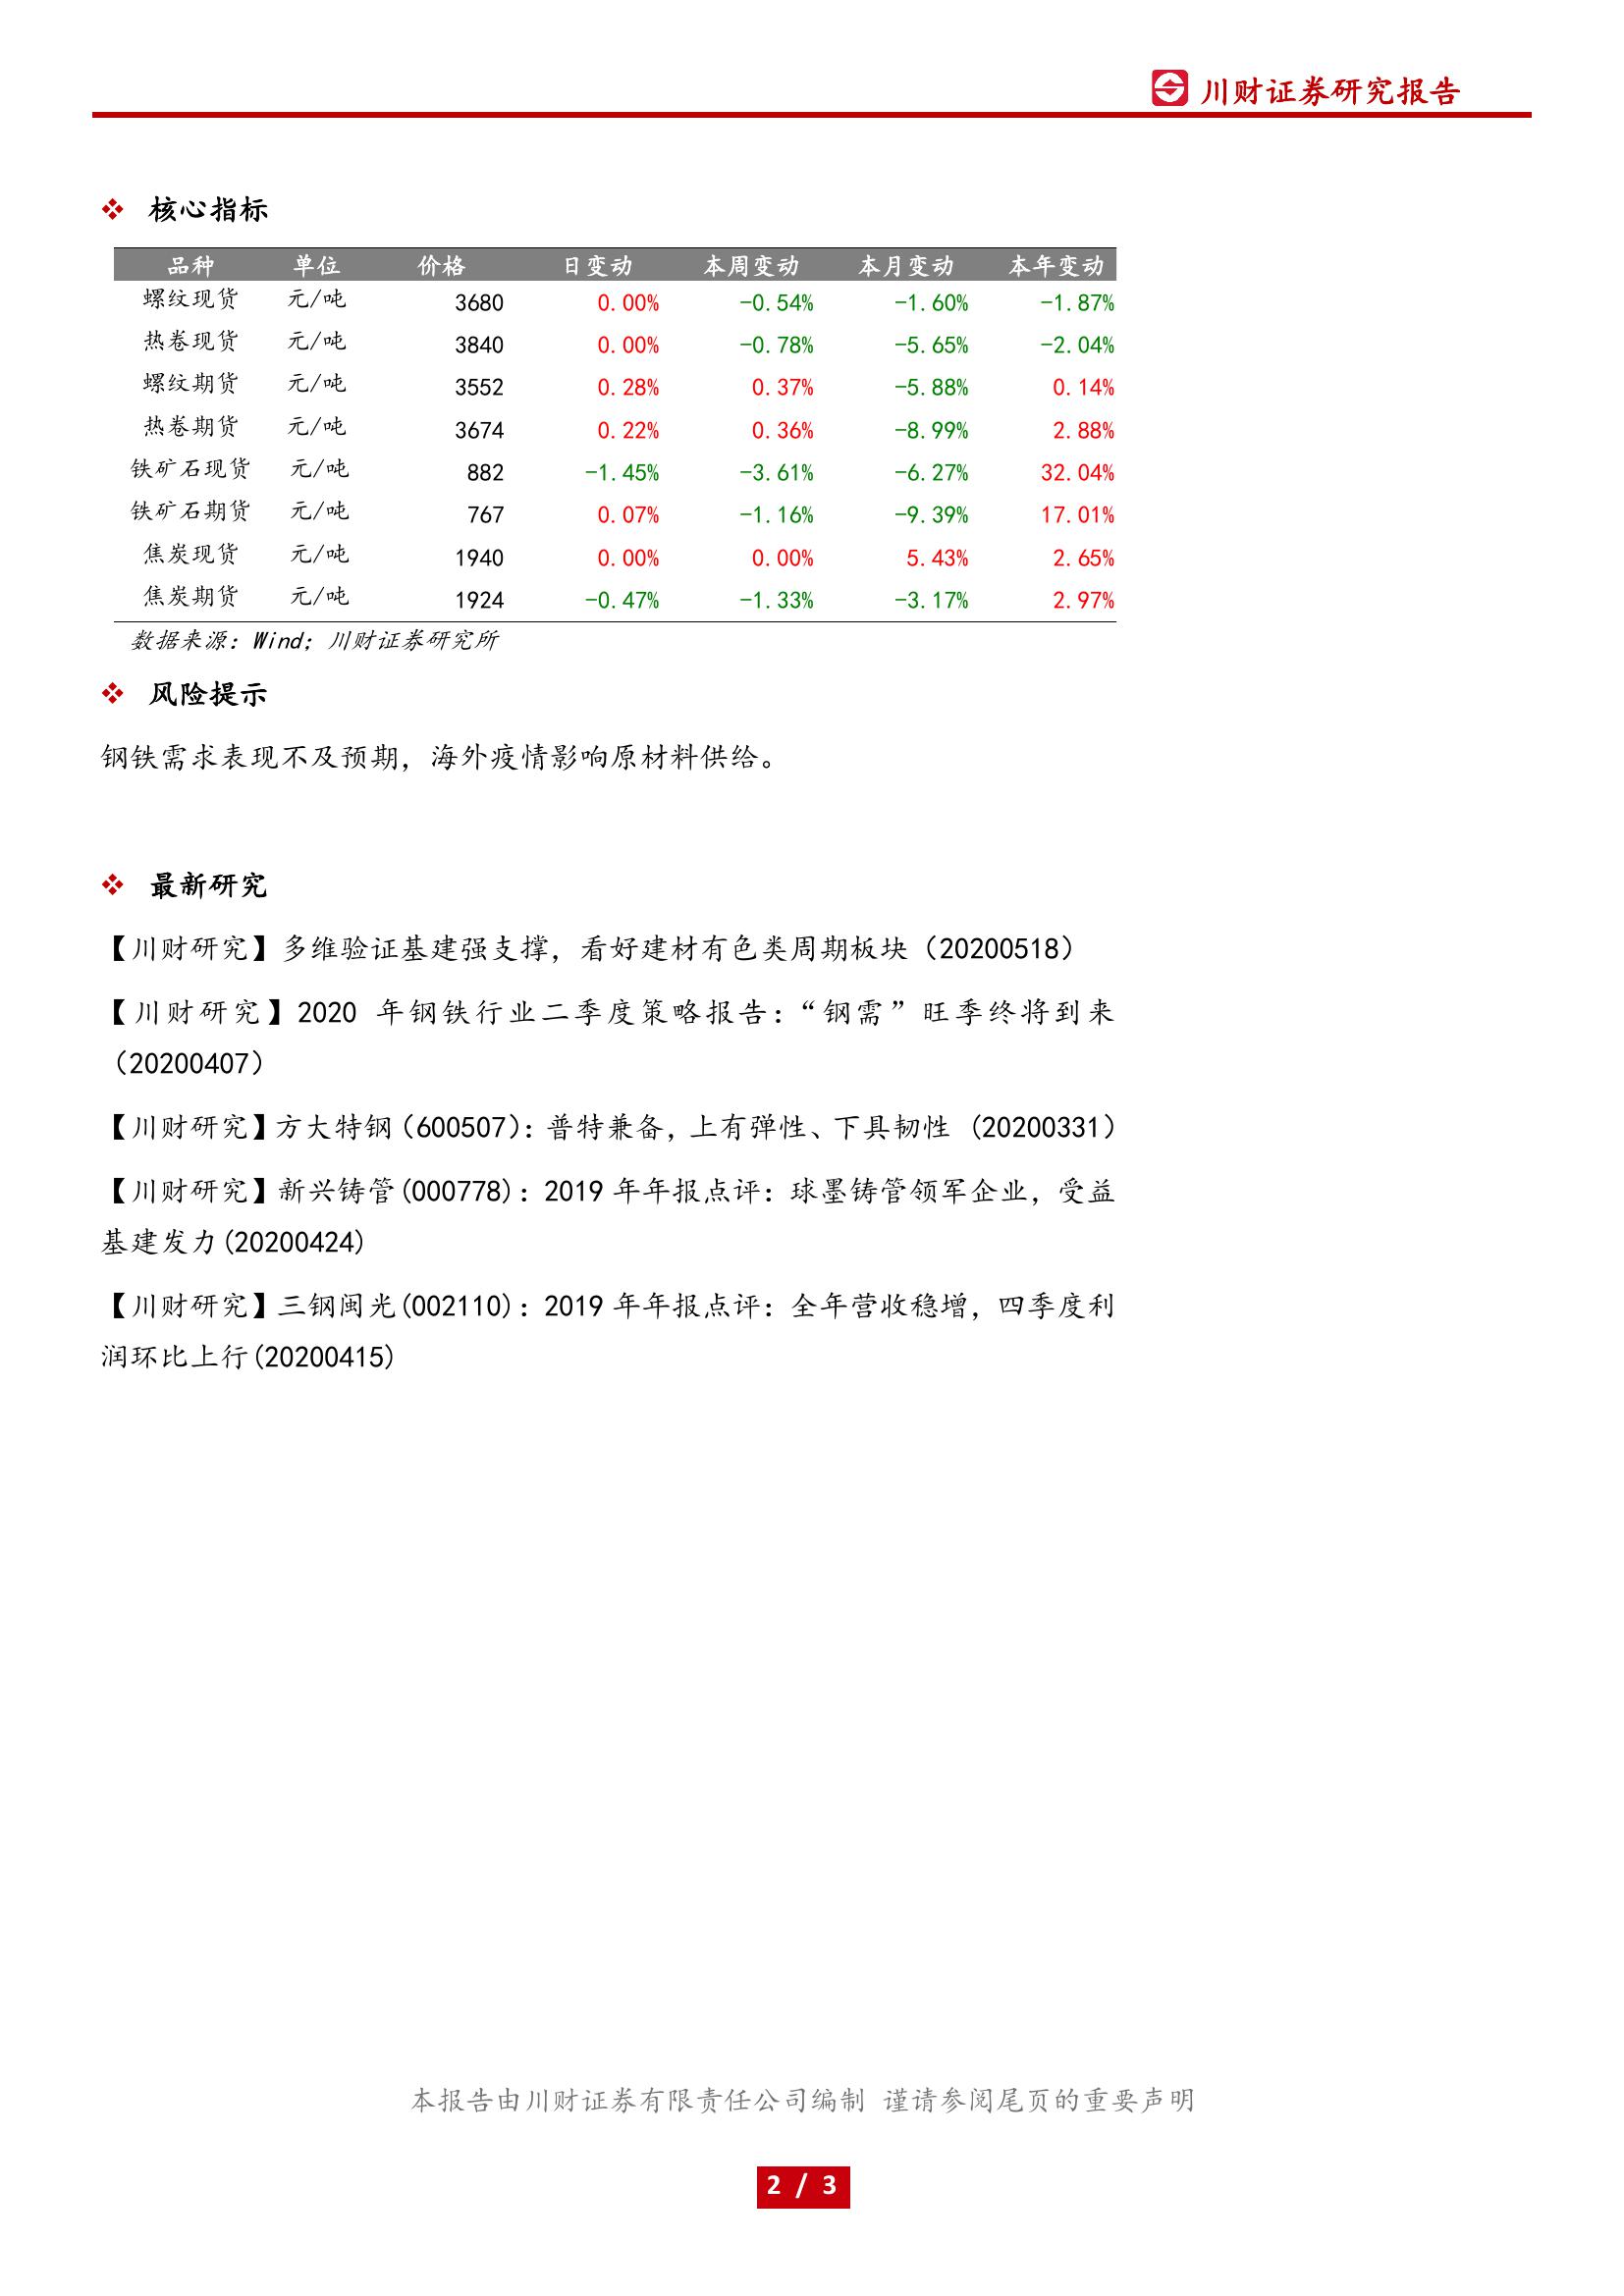 川财证券研究报告
核心指标
品种 单位 价格 日变动 本周变动 本月变动 本年变动
螺纹现货 元/吨 3680 0.00% -0.54% -1.60% -1.87%
热卷现货 元/吨 3840 0.00% -0.78% -5.65% -2.04%
螺纹期货 元/吨 3552 0.28% 0.37% -5.88% 0.14%
热卷期货 元/吨 3674 0.22% 0.36% -8.99% 2.88%
铁矿石现货 元/吨 882 -1.45% -3.61% -6.27% 32.04%
铁矿石期货 元/吨 767 0.07% -1.16% -9.39% 17.01%
焦炭现货 元/吨 1940 0.00% 0.00% 5.43% 2.65%
焦炭期货 元/吨 1924 -0.47% -1.33% -3.17% 2.97%
数据来源：Wind；川财证券研究所
风险提示
钢铁需求表现不及预期，海外疫情影响原材料供给。
最新研究
【川财研究】多维验证基建强支撑，看好建材有色类周期板块（20200518）
【川财研究】2020 年钢铁行业二季度策略报告：“钢需”旺季终将到来
（20200407）
【川财研究】方大特钢（600507）：普特兼备，上有弹性、下具韧性 (20200331）
【川财研究】新兴铸管(000778)：2019 年年报点评：球墨铸管领军企业，受益
基建发力(20200424)
【川财研究】三钢闽光(002110)：2019 年年报点评：全年营收稳增，四季度利
润环比上行(20200415)
本报告由川财证券有限责任公司编制 谨请参阅尾页的重要声明
2 / 3